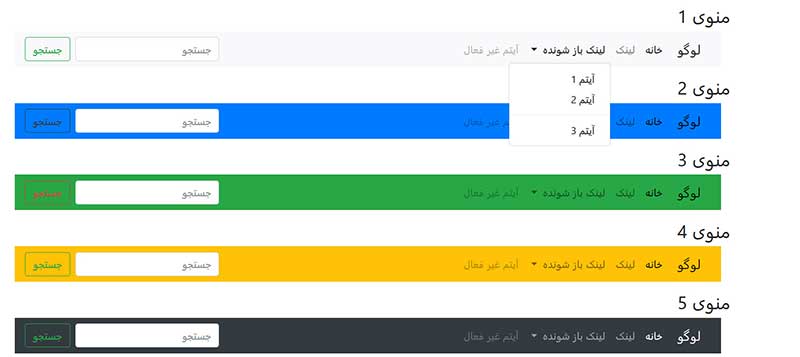 منوی 1
لوگو خانه لینک لینک باز شونده آیتم غیر فعال جستجو جستجو
آیتم 1
آیتم 2
آیتم 3
منوی 2
لوگو خانه لینک آیتم غیر فعال جستجو جستجو
منوی 3
لوگو خانه لینک لینک باز شونده آیتم غیر فعال جستجو جستجو
منوی 4
لوگو خانه لینک لینک باز شونده آیتم غیر فعال جستجو جستجو
منوی 5
لوگو خانه لینک لینک باز شونده آیتم غیر فعال جستجو جستجو